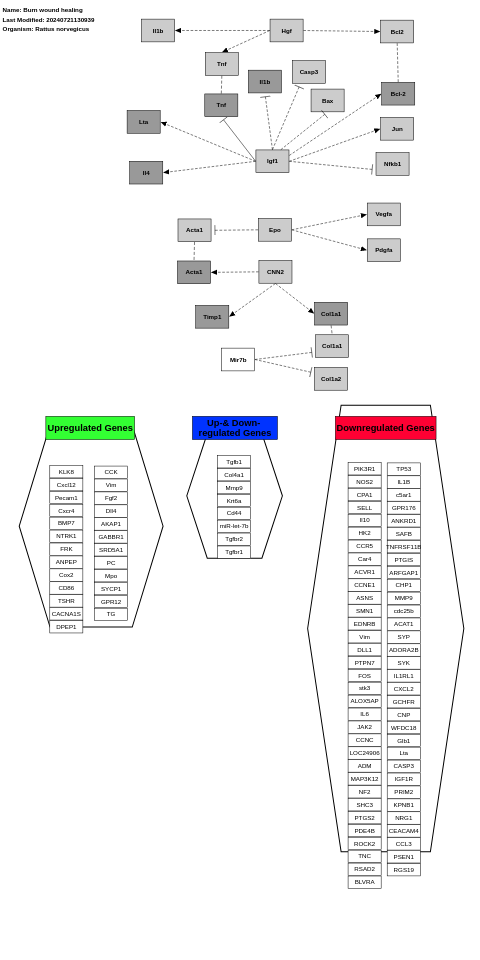 Name: Burn wound healing
Last Modified: 20240721130939
Organism: Rattus norvegicus
Il1b
Hgf
Bcl2
Tnf
Casp3
Il1b
Bax
Bcl-2
Tnf
Lta
Jun
Igf1
Nfkb1
Il4
Vegfa
Acta1
Epo
Pdgfa
Acta1
CNN2
Timp1
Col1a1
Col1a1
Mir7b
Col1a2
Upregulated Genes
KLK8
Cxcl12
Pecam1
Cxcr4
BMP7
NTRK1
FRK
ANPEP
Cox2
CD86
TSHR
CACNA1S
DPEP1
CCK
Vim
Fgf2
Dll4
AKAP1
GABBR1
SRD5A1
PC
Mpo
SYCP1
GPR12
TG
Up-& Down-
regulated Genes
Tgfb1
Col4a1
Mmp9
Krt6a
Cd44
miR-let-7b
Tgfbr2
Tgfbr1
Downregulated Genes
PIK3R1
NOS2
CPA1
SELL
Il10
HK2
CCR5
Car4
ACVR1
CCNE1
ASNS
SMN1
EDNRB
Vim
DLL1
PTPN7
FOS
stk3
ALOX5AP
IL6
JAK2
CCNC
LOC24906
ADM
MAP3K12
NF2
SHC3
PTGS2
PDE4B
ROCK2
TNC
RSAD2
BLVRA
TP53
IL1B
c5ar1
GPR176
ANKRD1
SAFB
TNFRSF11B
PTGIS
ARFGAP1
CHP1
MMP9
cdc25b
ACAT1
SYP
ADORA2B
SYK
IL1RL1
CXCL2
GCHFR
CNP
WFDC18
Glb1
Lta
CASP3
IGF1R
PRIM2
KPNB1
NRG1
CEACAM4
CCL3
PSEN1
RGS19